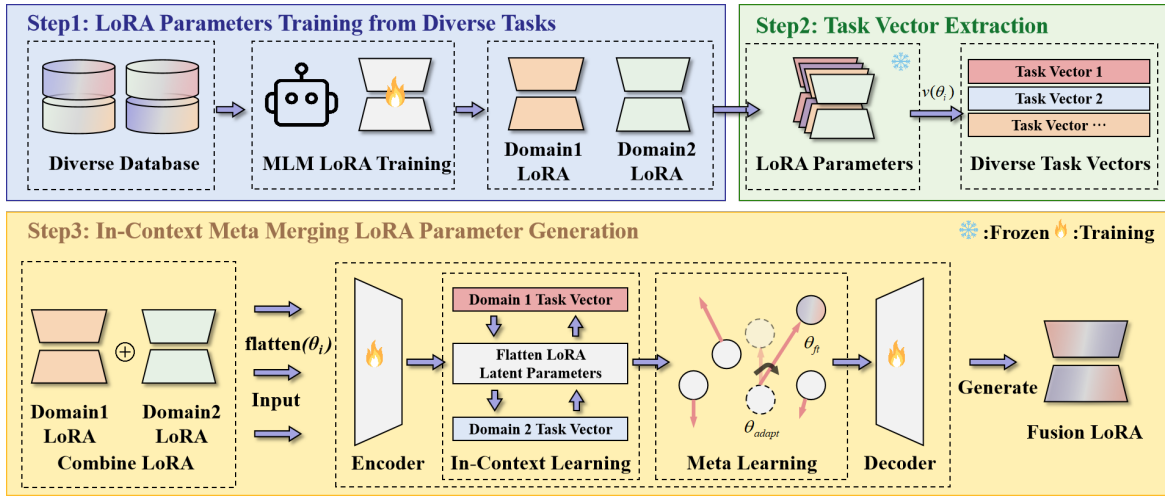 Step1: LoRA Parameters Training from Diverse Tasks
Diverse Database
MLM LoRA Training
Domain1
LoRA
Domain2
LoRA
Step2: Task Vector Extraction
LoRA Parameters
v(θi)
Task Vector 1
Task Vector 2
Task Vector ···
Diverse Task Vectors
Step3: In-Context Meta Merging LoRA Parameter Generation
:Frozen
:Training
Domain1
LoRA
Domain2
LoRA
Combine LoRA
flatten(θi)
Input
Encoder
Domain 1 Task Vector
Flatten LoRA
Latent Parameters
Domain 2 Task Vector
In-Context Learning
θft
θadapt
Meta Learning
Decoder
Generate
Fusion LoRA